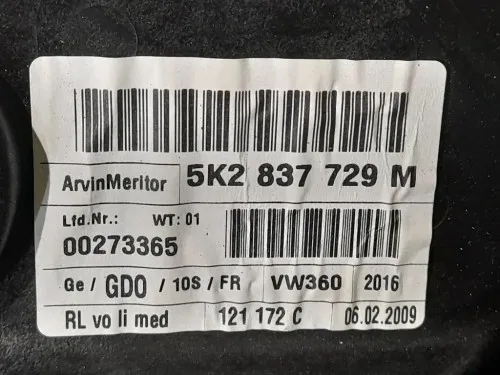 ArvinMeritor 5K2 837 729 M
Lfd.Nr.: WT: 01
00273365
Ge / GDO / 10S / FR VW360 2016
RL vo li med 121 172 C 06.02.2009